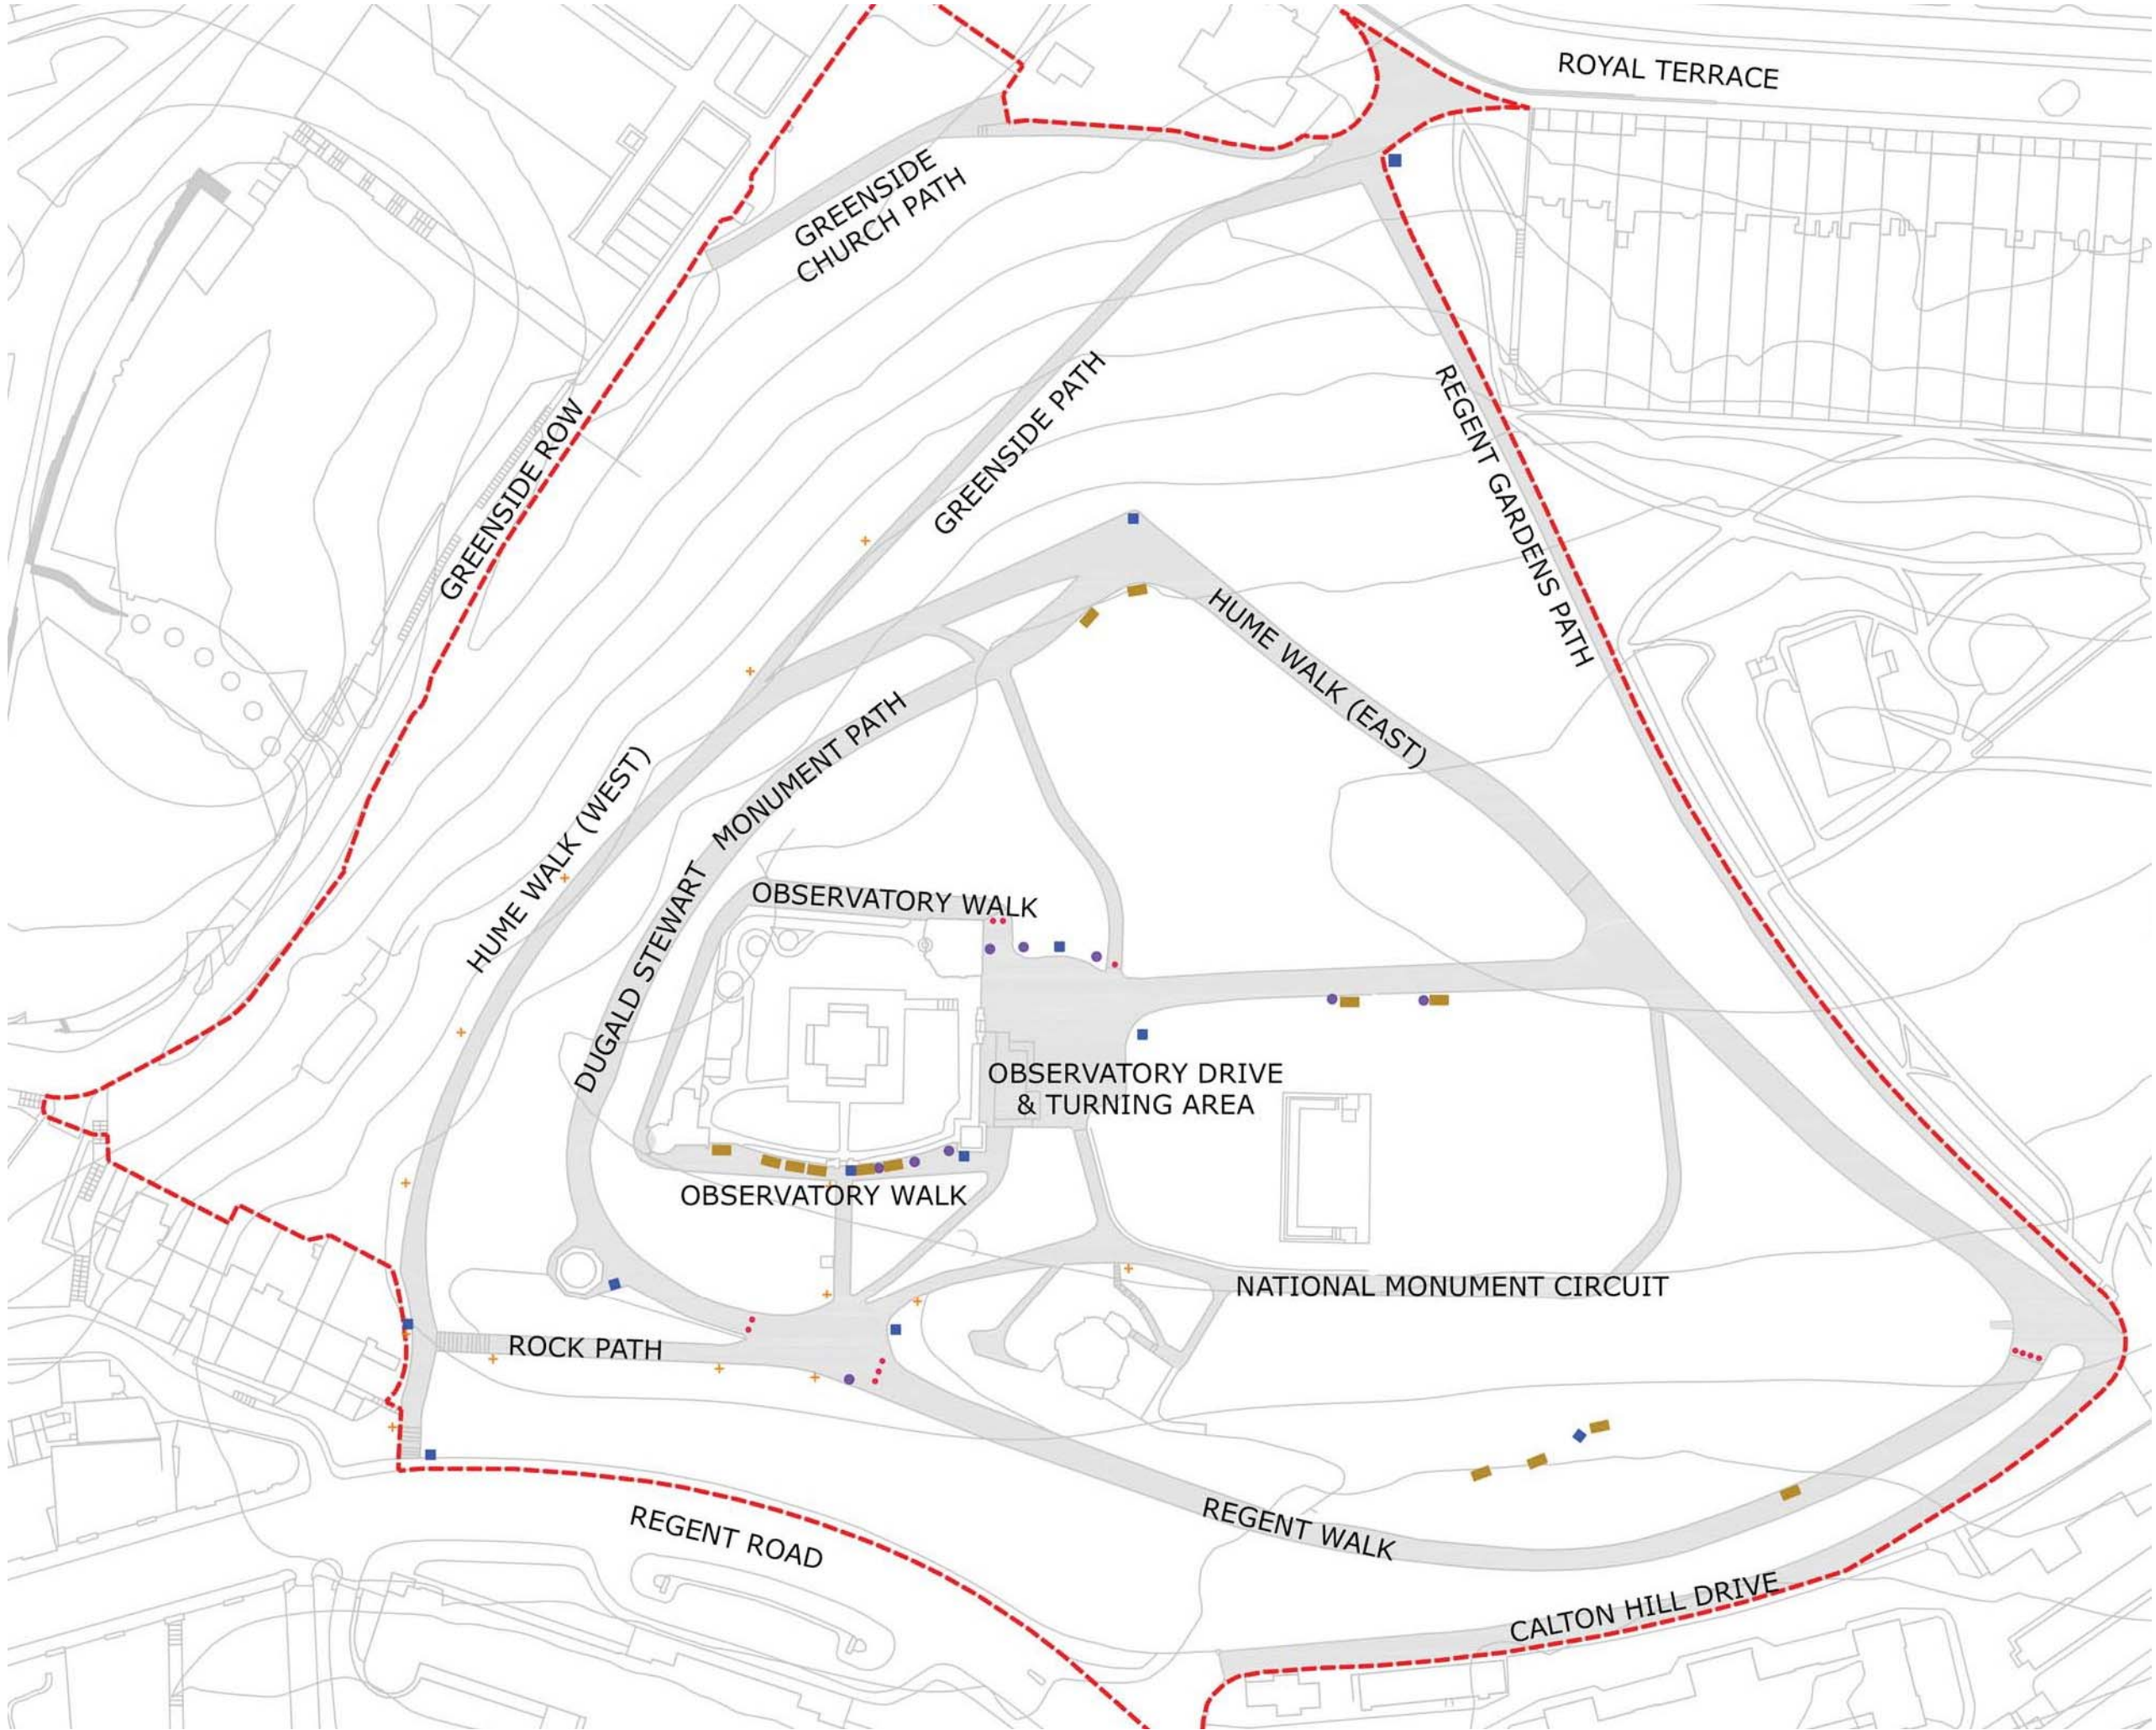 ROYAL TERRACE
GREENSIDE
CHURCH PATH
GREENSIDE ROW
GREENSIDE PATH
REGENT GARDENS PATH
HUME WALK (EAST)
HUME WALK (WEST)
DUGALD STEWART MONUMENT PATH
OBSERVATORY WALK
OBSERVATORY DRIVE
& TURNING AREA
OBSERVATORY WALK
NATIONAL MONUMENT CIRCUIT
ROCK PATH
REGENT WALK
REGENT ROAD
CALTON HILL DRIVE